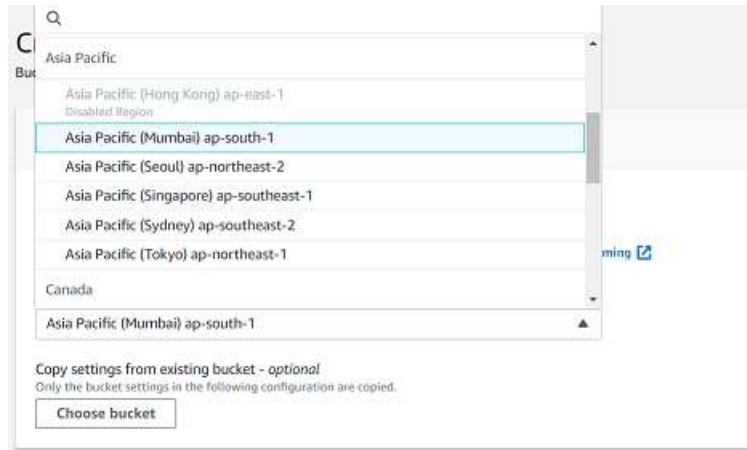 C
Buc
Asia Pacific
Asia Pacific (Hong Kong) ap-east-1
Disabled Region
Asia Pacific (Mumbai) ap-south-1
Asia Pacific (Seoul) ap-northeast-2
Asia Pacific (Singapore) ap-southeast-1
Asia Pacific (Sydney) ap-southeast-2
Asia Pacific (Tokyo) ap-northeast-1
ming
Canada
Asia Pacific (Mumbai) ap-south-1
Copy settings from existing bucket - optional
Only the bucket settings in the following configuration are copied.
Choose bucket